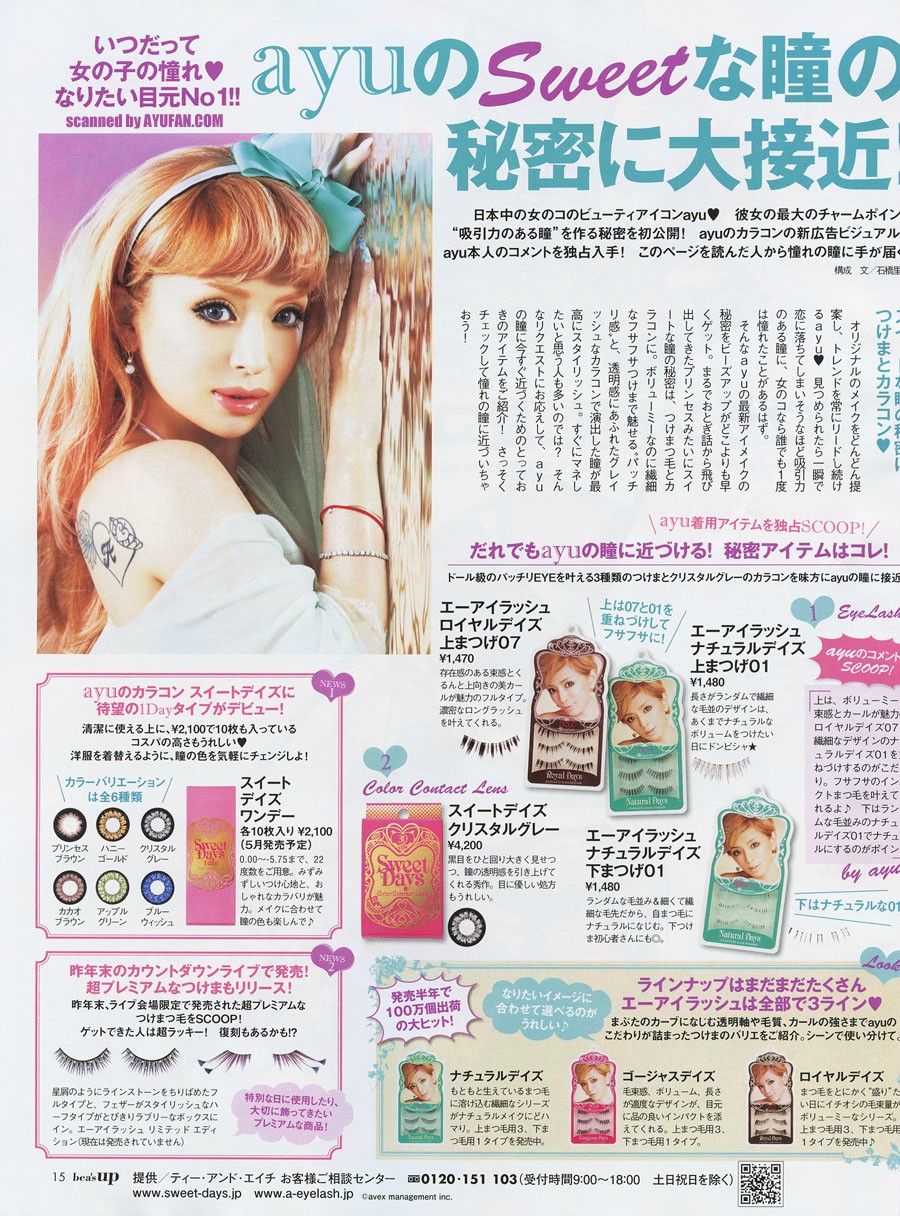 いつだって
女の子の憧れ♥
なりたい目元No1!!
scanned by AYUFAN.COM
ayuのSweetな瞳の
秘密に大接近!
日本中の女のコのビューティアイコンayu♥ 彼女の最大のチャームポイン
“吸引力のある瞳”を作る秘密を初公開! ayuのカラコンの新広告ビジュアル
ayu本人のコメントを独占入手! このページを読んだ人から憧れの瞳に手が届く
構成 文/石橋里
つけまとカラコン♥
オリジナルのメイクをどんどん提
案し、トレンドを常にリードし続け
るayu♥ 見つめられたら一瞬で
恋に落ちてしまいそうなほど吸引力
のある瞳に、女のコなら誰でも1度
は憧れたことがあるはず。
そんなayuの最新アイメイクの
秘密をビーズアップがどこよりも早
くゲット。まるでおとぎ話から飛び
出してきたプリンセスみたいにスイ
ートな瞳の秘密は、つけまつ毛とカ
ラコンに。ボリューミーなのに繊細
なフサフサつけまで魅せる“パッチ
リ感”と、透明感にあふれたグレイ
ッシュなカラコンで演出した瞳が最
高にスタイリッシュ。すぐにマネし
たいと思う人も多いのでは? そん
なリクエストにお応えして、ayu
の瞳に今すぐ近づくためのとってお
きのアイテムをご紹介! さっそく
チェックして憧れの瞳に近づいちゃ
おう!
ayu着用アイテムを独占SCOOP!
だれでもayuの瞳に近づける! 秘密アイテムはコレ!
ドール級のパッチリEYEを叶える3種類のつけまとクリスタルグレーのカラコンを味方にayuの瞳に接近
エーアイラッシュ
ロイヤルデイズ
上まつげ07
¥1,470
存在感のある束感とく
るんと上向きの美カー
ルが魅力のフルタイプ。
濃密なロングラッシュ
を叶えてくれる。
上は07と01を
重ねづけして
フサフサに!
Royal Days
Natural Days
エーアイラッシュ
ナチュラルデイズ
上まつげ01
¥1,480
長さがランダムで繊細
な毛並のデザインは、
あくまでナチュラルな
ボリュームをつけたい
日にドンピシャ★
1
EyeLash
ayuのコメント
SCOOP!
上は、ボリューミー
束感とカールが魅力
ロイヤルデイズ07
繊細なデザインのナ
ュラルデイズ01を
ねづけするのがこだ
り。フサフサのイン
クトまつ毛を叶えて
れるよ♪ 下はラン
ムな毛並みのナチュ
ルデイズ01でナチュ
ルにするのがポイン
by ayu
2
Color Contact Lens
Sweet
Days
スイートデイズ
クリスタルグレー
¥4,200
黒目をひと回り大きく見せつ
つ、瞳の透明感を引き上げて
くれる秀作。目に優しい処方
もうれしい。
エーアイラッシュ
ナチュラルデイズ
下まつげ01
¥1,480
ランダムな毛並み&細くて繊
細な毛先だから、自まつ毛に
ナチュラルになじむ。下つけ
ま初心者さんにも◎。
Natural Days
下はナチュラルな01
NEWS
1
ayuのカラコン スイートデイズに
待望の1Dayタイプがデビュー!
清潔に使える上に、¥2,100で10枚も入っている
コスパの高さもうれしい♥
洋服を着替えるように、瞳の色を気軽にチェンジしよ!
カラーバリエーション
は全6種類
プリンセス
ブラウン
ハニー
ゴールド
クリスタル
グレー
カカオ
ブラウン
アップル
グリーン
ブルー
ウィッシュ
Sweet
Days
スイート
デイズ
ワンデー
各10枚入り ¥2,100
(5月発売予定)
0.00~-5.75まで、22
度数をご用意。みずみ
ずしいつけ心地と、お
しゃれなカラバリが魅
力。メイクに合わせて
瞳の色も楽しんで♪
NEWS
2
昨年末のカウントダウンライブで発売!
超プレミアムなつけまもリリース!
昨年末、ライブ会場限定で発売された超プレミアムな
つけまつ毛をSCOOP!
ゲットできた人は超ラッキー! 復刻もあるかも!?
星屑のようにラインストーンをちりばめたフ
ルタイプと、フェザーがスタイリッシュなハ
ーフタイプがとびきりラブリーなボックスに
イン。エーアイラッシュ リミテッド エディ
ション(現在は発売されていません)
特別な日に使用したり、
大切に飾ってきたい
プレミアムな商品!
Look
発売半年で
100万個出荷
の大ヒット!
なりたいイメージに
合わせて選べるのが
うれしい♪
ラインナップはまだまだたくさん
エーアイラッシュは全部で3ライン♥
まぶたのカーブになじむ透明軸や毛質、カールの強さまでayuの
こだわりが詰まったつけまのバリエをご紹介。シーンで使い分けて。
ナチュラルデイズ
もともと生えているまつ毛
に溶け込む繊細なシリーズ
がナチュラルメイクにどハ
マり。上まつ毛用3、下ま
つ毛用1タイプを発売中。
ゴージャスデイズ
束感、ボリューム、長さ
が適度なデザインが、目元
に品の良いインパクトを添
えてくれる。上まつ毛用3、
下まつ毛用1タイプ。
ロイヤルデイズ
まつ毛をとにかく“盛り”た
い日にイチオシの毛束量が
ボリューミーなシリーズ。
上まつ毛用3、下まつ毛用
1タイプを発売中♪
15 bea'sup 提供/ティー・アンド・エイチ お客様ご相談センター 0120・151 103(受付時間9:00~18:00 土日祝日を除く)
www.sweet-days.jp www.a-eyelash.jp ©avex management inc.